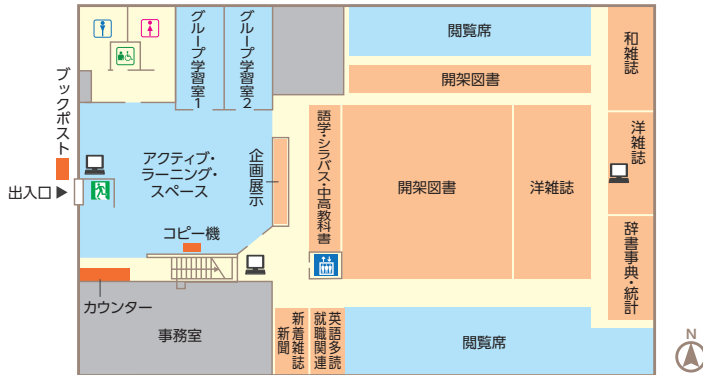 グループ学習室1
グループ学習室2
閲覧席
和雑誌
開架図書
ブックポスト
語学・シラバス・中高教科書
洋雑誌
アクティブ・
ラーニング・
スペース
企画展示
開架図書
洋雑誌
出入口
コピー機
辞書事典・統計
カウンター
事務室
新着雑誌
新聞
英語多読
就職関連
閲覧席
N